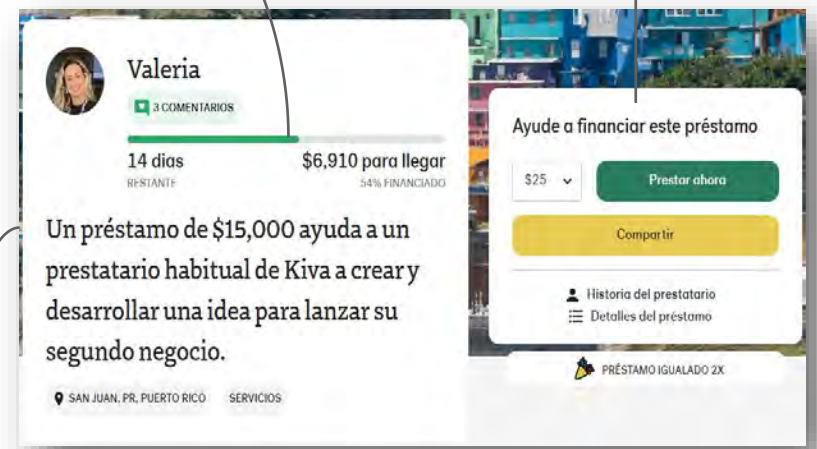 Valeria
3 COMENTARIOS
14 dias
RESTANTE
$6,910 para llegar
54% FINANCIADO
Un préstamo de $15,000 ayuda a un
prestatario habitual de Kiva a crear y
desarrollar una idea para lanzar su
segundo negocio.
SAN JUAN, PR, PUERTO RICO SERVICIOS
Ayude a financiar este préstamo
$25
Prestar ahora
Compartir
Historia del prestatario
Detalles del préstamo
PRÉSTAMO IGUALADO 2X